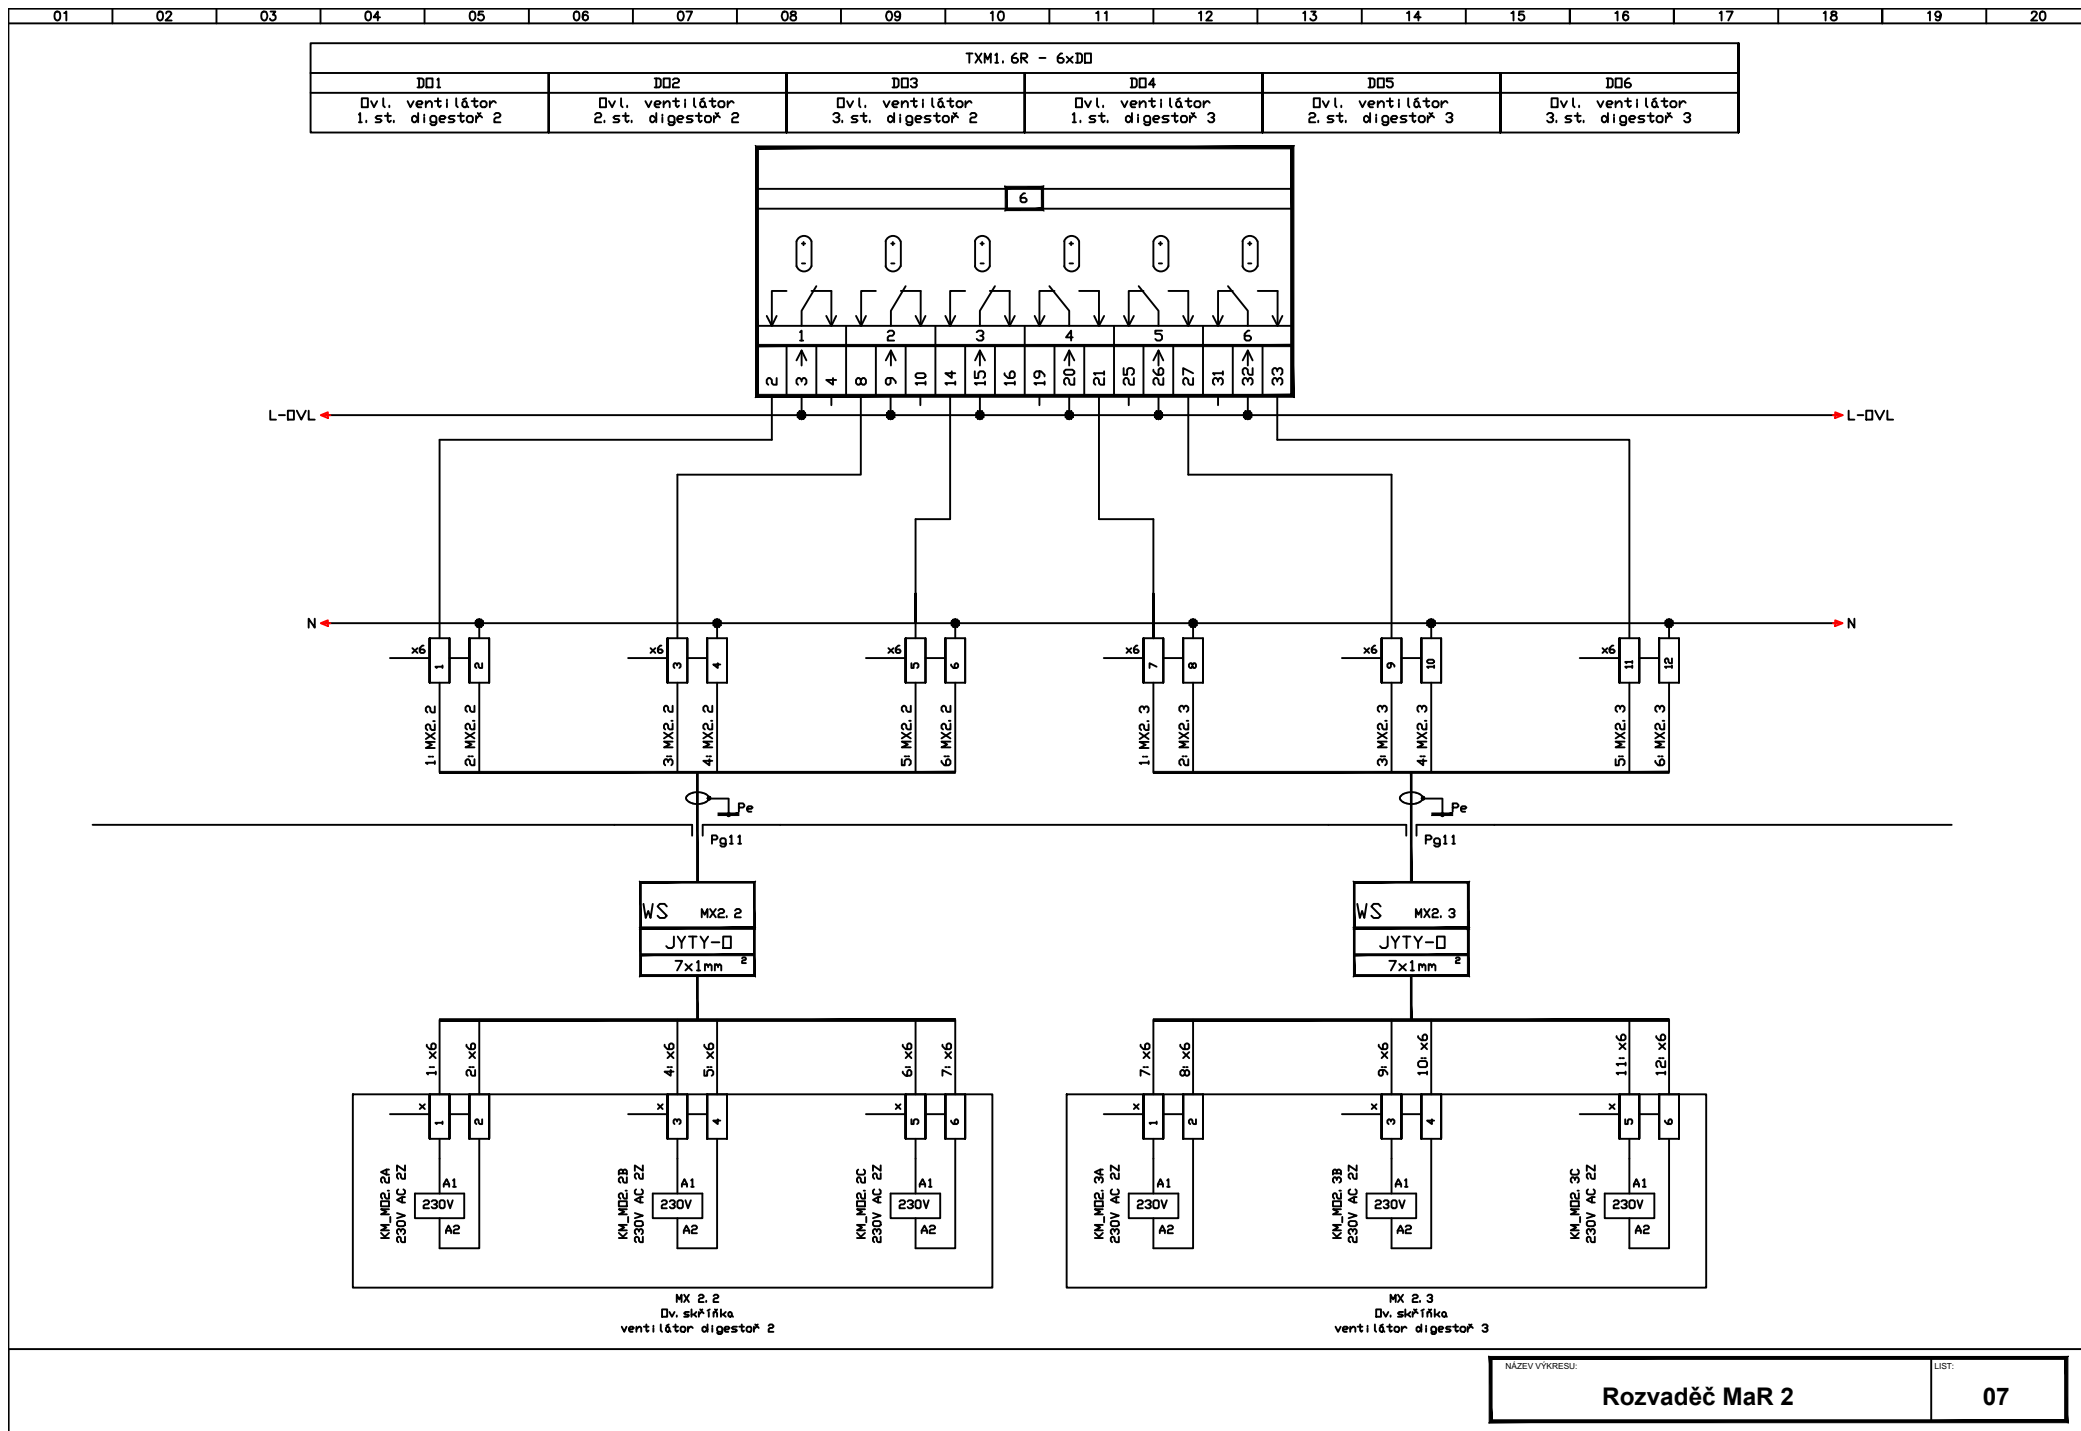 01 02 03 04 05 06 07 08 09 10 11 12 13 14 15 16 17 18 19 20
TXM1.6R - 6xDO
DO1 DO2 DO3 DO4 DO5 DO6
Ovl. ventilátor Ovl. ventilátor Ovl. ventilátor Ovl. ventilátor Ovl. ventilátor Ovl. ventilátor
1.st. digestoř 2 2.st. digestoř 2 3.st. digestoř 2 1.st. digestoř 3 2.st. digestoř 3 3.st. digestoř 3
6
+ + + + + +
- - - - - -
1 2 3 4 5 6
2 3 4 8 9 10 14 15 16 19 20 21 25 26 27 31 32 33
L-OVL L-OVL
N N
x6 1 2 x6 3 4 x6 5 6 x6 7 8 x6 9 10 x6 11 12
1: MX2.2 2: MX2.2 3: MX2.2 4: MX2.2 5: MX2.2 6: MX2.2 1: MX2.3 2: MX2.3 3: MX2.3 4: MX2.3 5: MX2.3 6: MX2.3
Pe Pe
Pg11 Pg11
WS MX2.2 WS MX2.3
JYTY-O JYTY-O
7x1mm² 7x1mm²
1: x6 2: x6 4: x6 5: x6 6: x6 7: x6 7: x6 8: x6 9: x6 10: x6 11: x6 12: x6
x 1 2 x 3 4 x 5 6 x 1 2 x 3 4 x 5 6
KM_MO2.2A KM_MO2.2B KM_MO2.2C KM_MO2.3A KM_MO2.3B KM_MO2.3C
230V AC 2Z 230V AC 2Z 230V AC 2Z 230V AC 2Z 230V AC 2Z 230V AC 2Z
A1 A1 A1 A1 A1 A1
230V 230V 230V 230V 230V 230V
A2 A2 A2 A2 A2 A2
MX 2.2 MX 2.3
Ov. skříňka Ov. skříňka
ventilátor digestoř 2 ventilátor digestoř 3
NÁZEV VÝKRESU: LIST:
Rozvaděč MaR 2 07